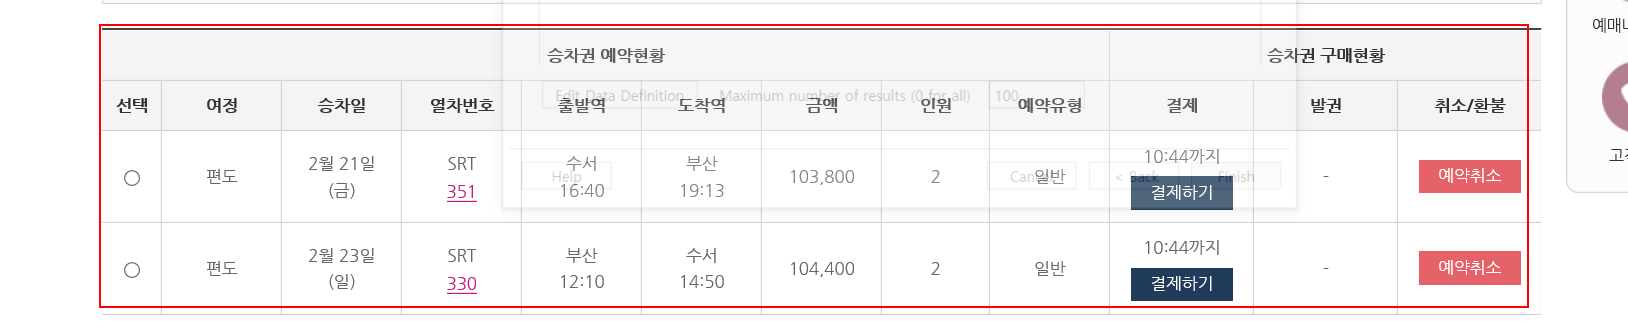 승차권 예약현황 승차권 구매현황
Edit Data Definition Maximum number of results (0 for all) 100
선택 여정 승차일 열차번호 출발역 도착역 금액 인원 예약유형 결제 발권 취소/환불
편도 2월 21일 (금) SRT 351 수서 16:40 부산 19:13 103,800 2 일반 10:44까지 결제하기 - 예약취소
Help < Back Finish
편도 2월 23일 (일) SRT 330 부산 12:10 수서 14:50 104,400 2 일반 10:44까지 결제하기 - 예약취소